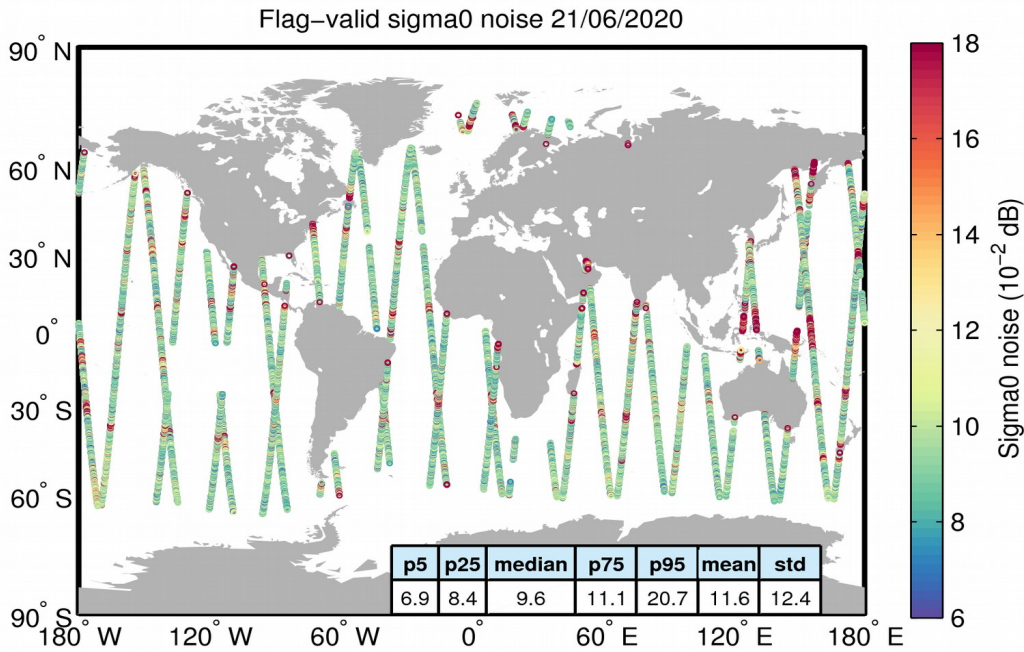 Flag−valid sigma0 noise 21/06/2020
90° N
60° N
30° N
0°
30° S
60° S
90° S
180° W
120° W
60° W
0°
60° E
120° E
180° E
p5 p25 median p75 p95 mean std
6.9 8.4 9.6 11.1 20.7 11.6 12.4
18
16
14
12
10
8
6
Sigma0 noise (10⁻² dB)